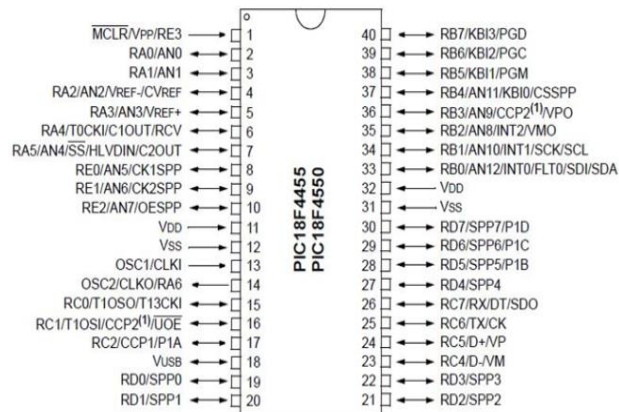 MCLR/VPP/RE3 1
RA0/AN0 2
RA1/AN1 3
RA2/AN2/VREF-/CVREF 4
RA3/AN3/VREF+ 5
RA4/T0CKI/C1OUT/RCV 6
RA5/AN4/SS/HLVDIN/C2OUT 7
RE0/AN5/CK1SPP 8
RE1/AN6/CK2SPP 9
RE2/AN7/OESPP 10
VDD 11
VSS 12
OSC1/CLKI 13
OSC2/CLKO/RA6 14
RC0/T1OSO/T13CKI 15
RC1/T1OSI/CCP2(1)/UOE 16
RC2/CCP1/P1A 17
VUSB 18
RD0/SPP0 19
RD1/SPP1 20
PIC18F4455
PIC18F4550
40 RB7/KBI3/PGD
39 RB6/KBI2/PGC
38 RB5/KBI1/PGM
37 RB4/AN11/KBI0/CSSPP
36 RB3/AN9/CCP2(1)/VPO
35 RB2/AN8/INT2/VMO
34 RB1/AN10/INT1/SCK/SCL
33 RB0/AN12/INT0/FLT0/SDI/SDA
32 VDD
31 VSS
30 RD7/SPP7/P1D
29 RD6/SPP6/P1C
28 RD5/SPP5/P1B
27 RD4/SPP4
26 RC7/RX/DT/SDO
25 RC6/TX/CK
24 RC5/D+/VP
23 RC4/D-/VM
22 RD3/SPP3
21 RD2/SPP2